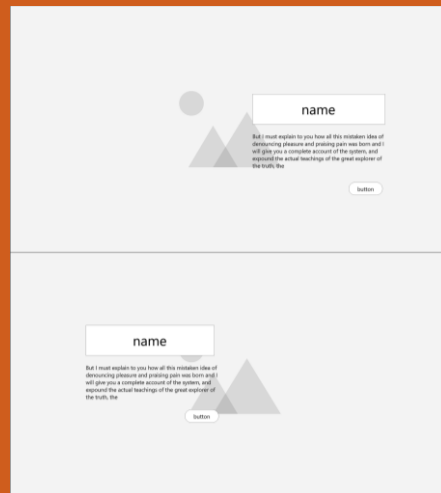 name
But I must explain to you how all this mistaken idea of
denouncing pleasure and praising pain was born and I
will give you a complete account of the system, and
expound the actual teachings of the great explorer of
the truth, the
button
name
But I must explain to you how all this mistaken idea of
denouncing pleasure and praising pain was born and I
will give you a complete account of the system, and
expound the actual teachings of the great explorer of
the truth, the
button